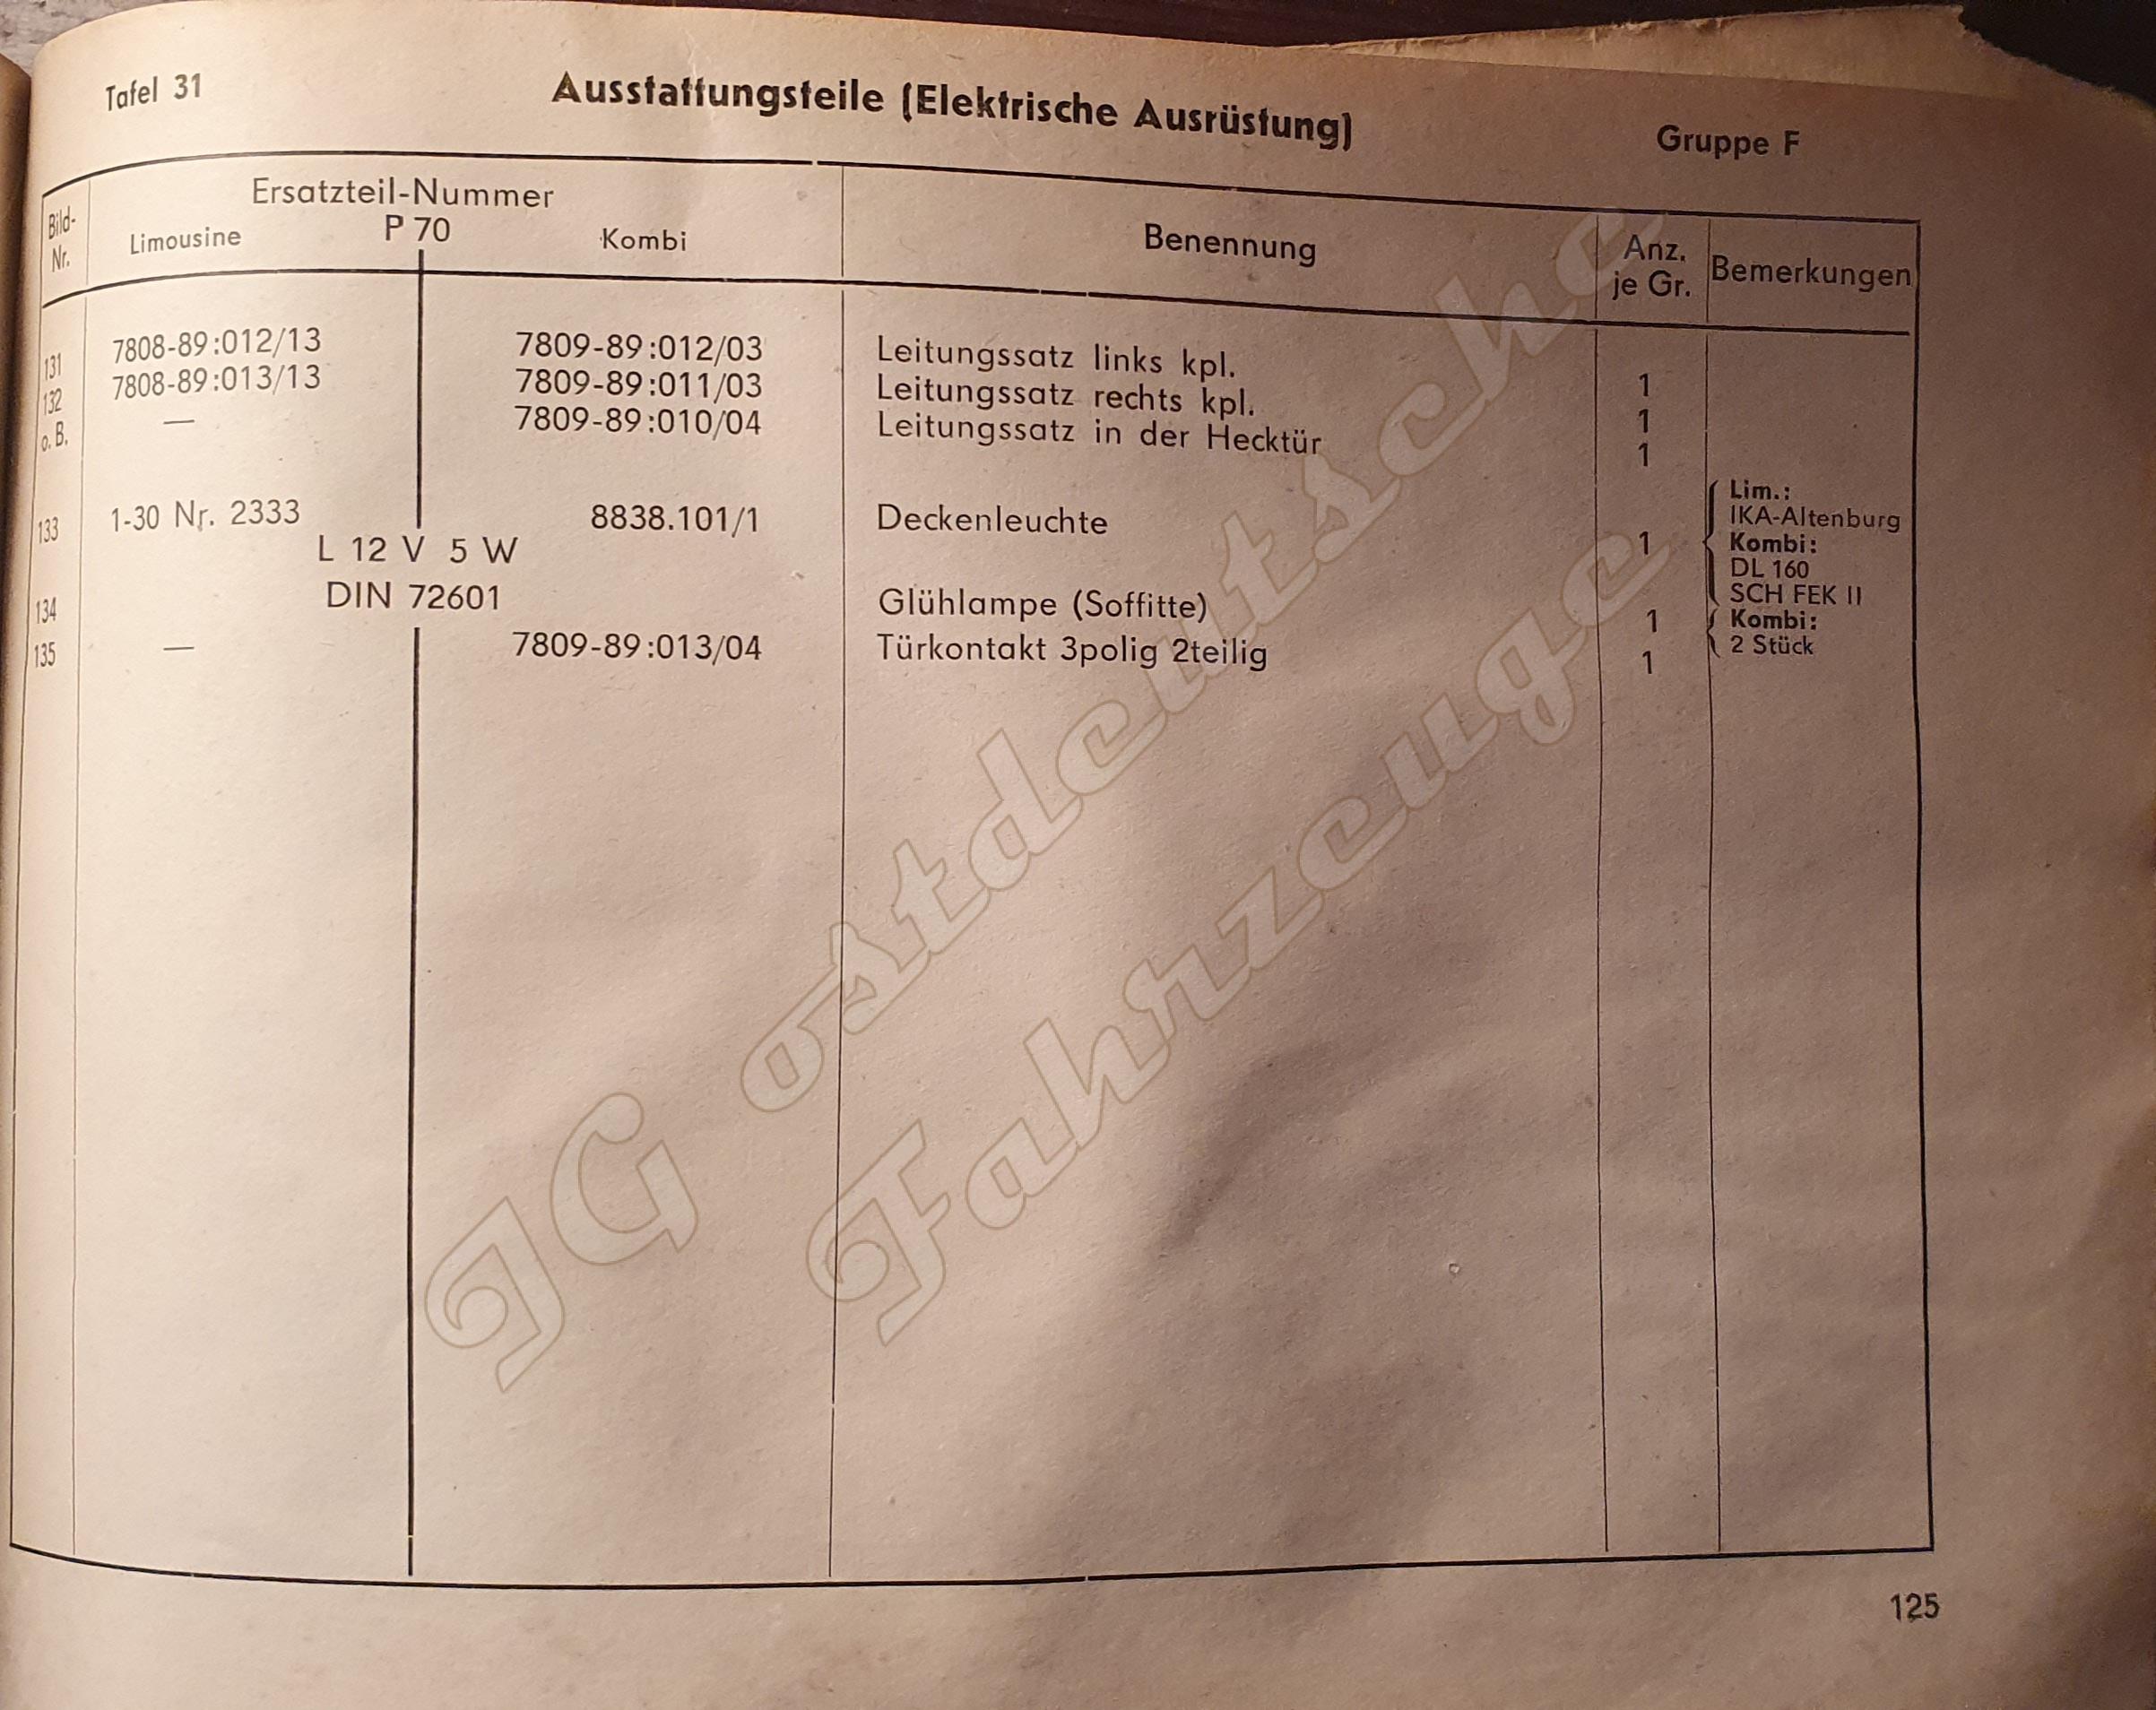 Tafel 31
Ausstattungsteile (Elektrische Ausrüstung)
Gruppe F
Bild-Nr.
Ersatzteil-Nummer
P 70
Limousine
Kombi
Benennung
Anz. je Gr.
Bemerkungen
131 7808-89:012/13 7809-89:012/03 Leitungssatz links kpl. 1
132 7808-89:013/13 7809-89:011/03 Leitungssatz rechts kpl. 1
o. B. — 7809-89:010/04 Leitungssatz in der Hecktür 1
133 1-30 Nr. 2333 8838.101/1 Deckenleuchte 1
Lim.:
IKA-Altenburg
Kombi:
DL 160
SCH FEK II
134 L 12 V 5 W
DIN 72601 Glühlampe (Soffitte) 1
Kombi:
2 Stück
135 — 7809-89:013/04 Türkontakt 3polig 2teilig 1
125
IG ostdeutsche
Fahrzeuge